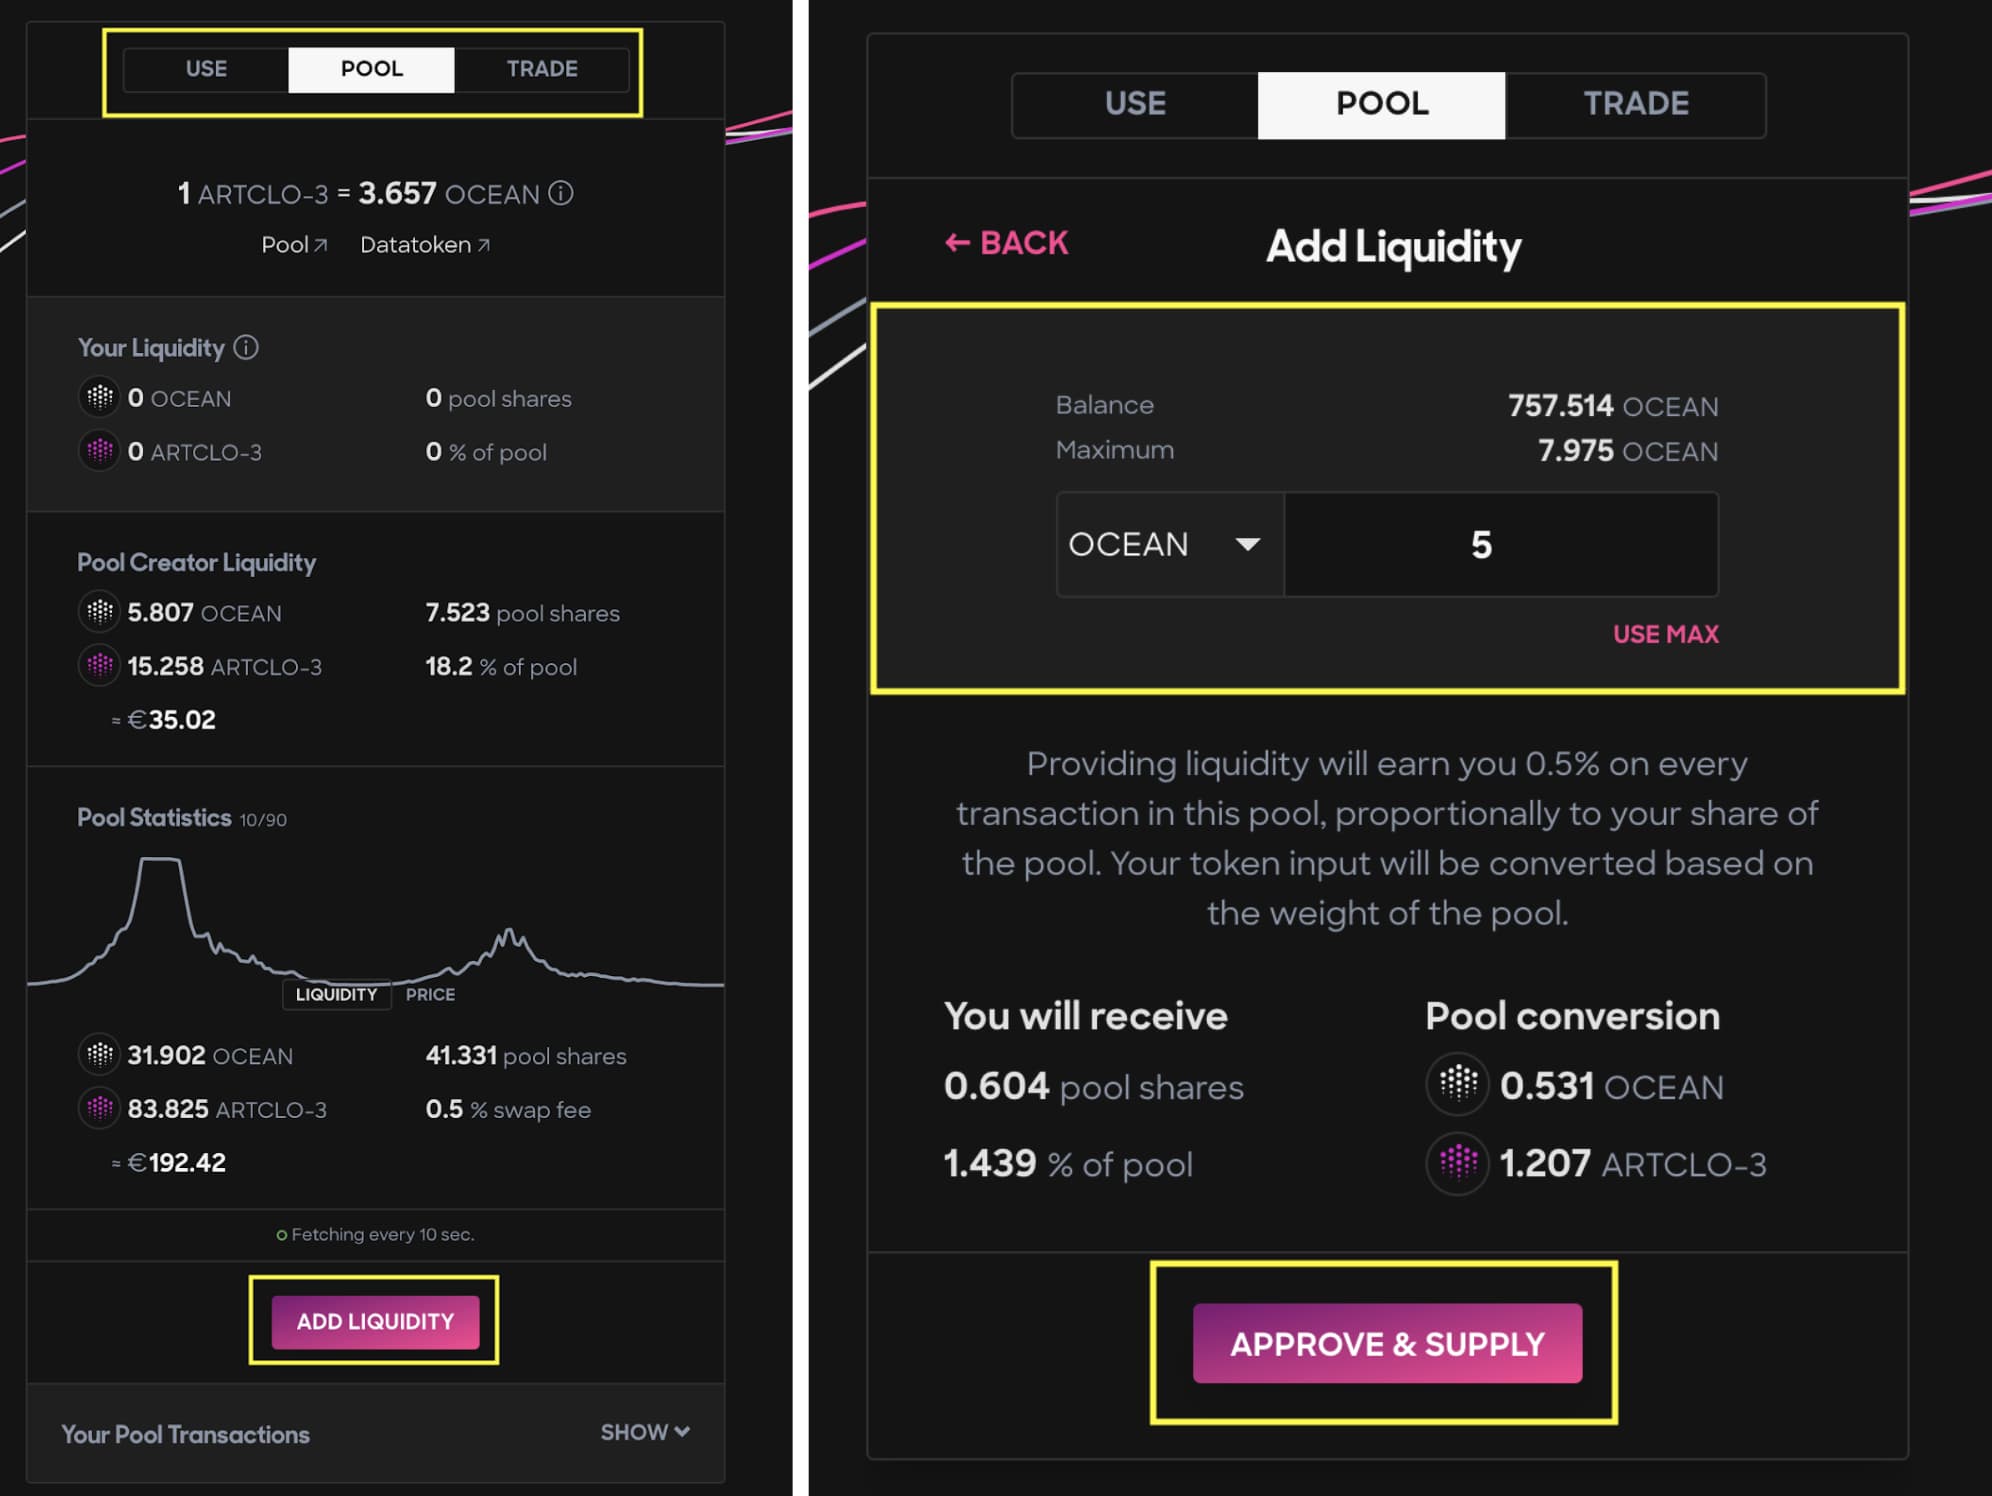 USE POOL TRADE
1 ARTCLO-3 = 3.657 OCEAN
Pool Datatoken
Your Liquidity
0 OCEAN 0 pool shares
0 ARTCLO-3 0 % of pool
Pool Creator Liquidity
5.807 OCEAN 7.523 pool shares
15.258 ARTCLO-3 18.2 % of pool
≈ €35.02
Pool Statistics 10/90
LIQUIDITY PRICE
31.902 OCEAN 41.331 pool shares
83.825 ARTCLO-3 0.5 % swap fee
≈ €192.42
Fetching every 10 sec.
ADD LIQUIDITY
Your Pool Transactions SHOW
USE POOL TRADE
← BACK Add Liquidity
Balance 757.514 OCEAN
Maximum 7.975 OCEAN
OCEAN 5
USE MAX
Providing liquidity will earn you 0.5% on every
transaction in this pool, proportionally to your share of
the pool. Your token input will be converted based on
the weight of the pool.
You will receive Pool conversion
0.604 pool shares 0.531 OCEAN
1.439 % of pool 1.207 ARTCLO-3
APPROVE & SUPPLY